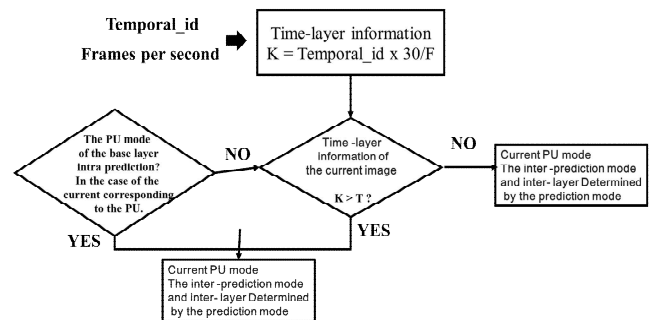 Temporal_id
Frames per second
Time-layer information
K = Temporal_id x 30/F
The PU mode
of the base layer
intra prediction?
In the case of the
current corresponding
to the PU.
NO
Time -layer
information of
the current image
K > T ?
NO
Current PU mode
The inter-prediction mode
and inter- layer Determined
by the prediction mode
YES
YES
Current PU mode
The inter -prediction mode
and inter- layer Determined
by the prediction mode